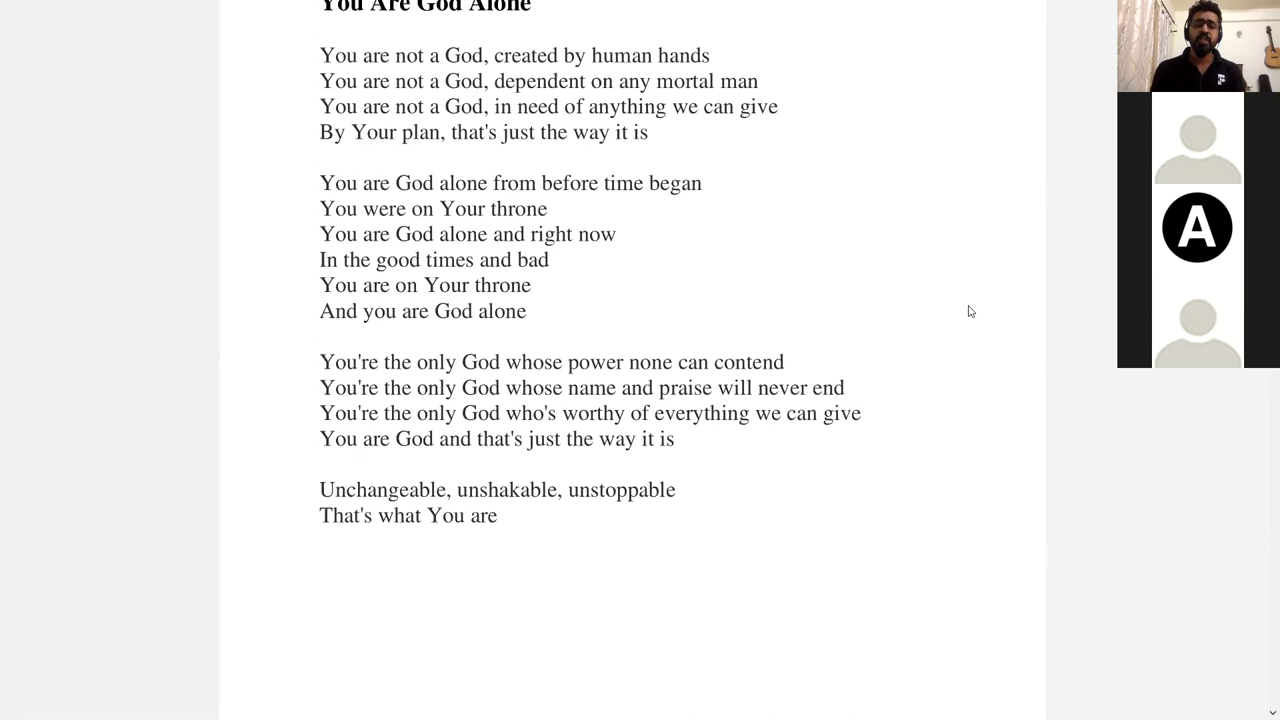 You Are God Alone
You are not a God, created by human hands
You are not a God, dependent on any mortal man
You are not a God, in need of anything we can give
By Your plan, that's just the way it is
You are God alone from before time began
You were on Your throne
You are God alone and right now
In the good times and bad
You are on Your throne
And you are God alone
You're the only God whose power none can contend
You're the only God whose name and praise will never end
You're the only God who's worthy of everything we can give
You are God and that's just the way it is
Unchangeable, unshakable, unstoppable
That's what You are
A